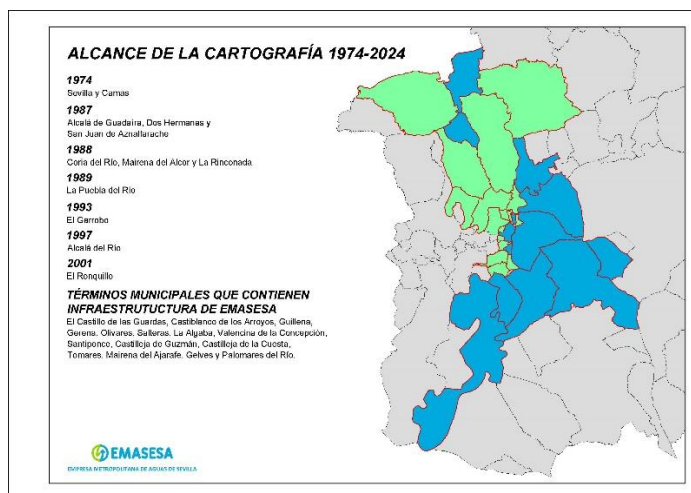 ALCANCE DE LA CARTOGRAFÍA 1974-2024
1974
Sevilla y Camas
1987
Alcalá de Guadaíra, Dos Hermanas y
San Juan de Aznalfarache
1988
Coria del Río, Mairena del Alcor y La Rinconada
1989
La Puebla del Río
1993
El Garrobo
1997
Alcalá del Río
2001
El Ronquillo
TÉRMINOS MUNICIPALES QUE CONTIENEN
INFRAESTRUTUCTURA DE EMASESA
El Castillo de las Guardas, Castiblanco de los Arroyos, Guillena,
Gerena, Olivares, Salteras, La Algaba, Valencina de la Concepción,
Santiponce, Castilleja de Guzmán, Castilleja de la Cuesta,
Tomares, Mairena del Ajarafe, Gelves y Palomares del Río.
EMASESA
EMPRESA METROPOLITANA DE AGUAS DE SEVILLA